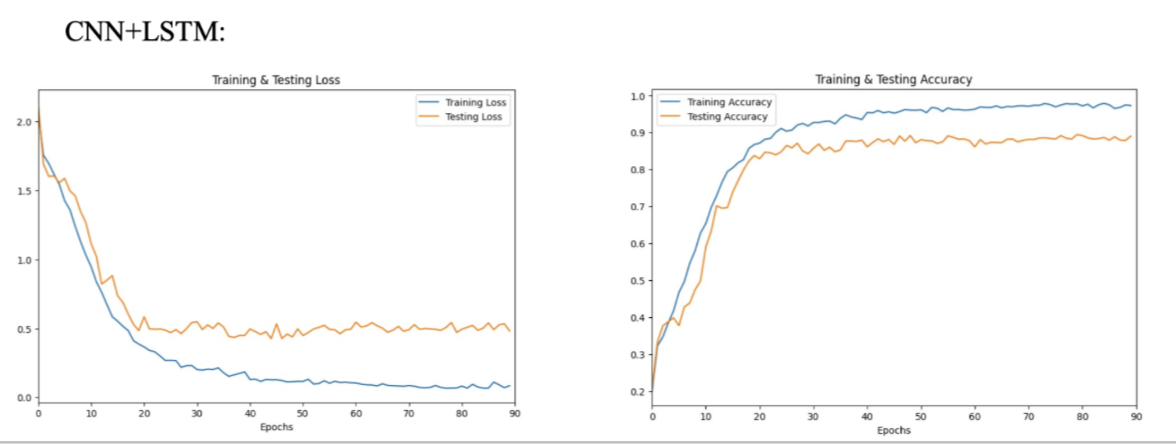 CNN+LSTM:
Training & Testing Loss
Training Loss
Testing Loss
2.0
1.5
1.0
0.5
0.0
0 10 20 30 40 50 60 70 80 90
Epochs
Training & Testing Accuracy
Training Accuracy
Testing Accuracy
1.0
0.9
0.8
0.7
0.6
0.5
0.4
0.3
0.2
0 10 20 30 40 50 60 70 80 90
Epochs